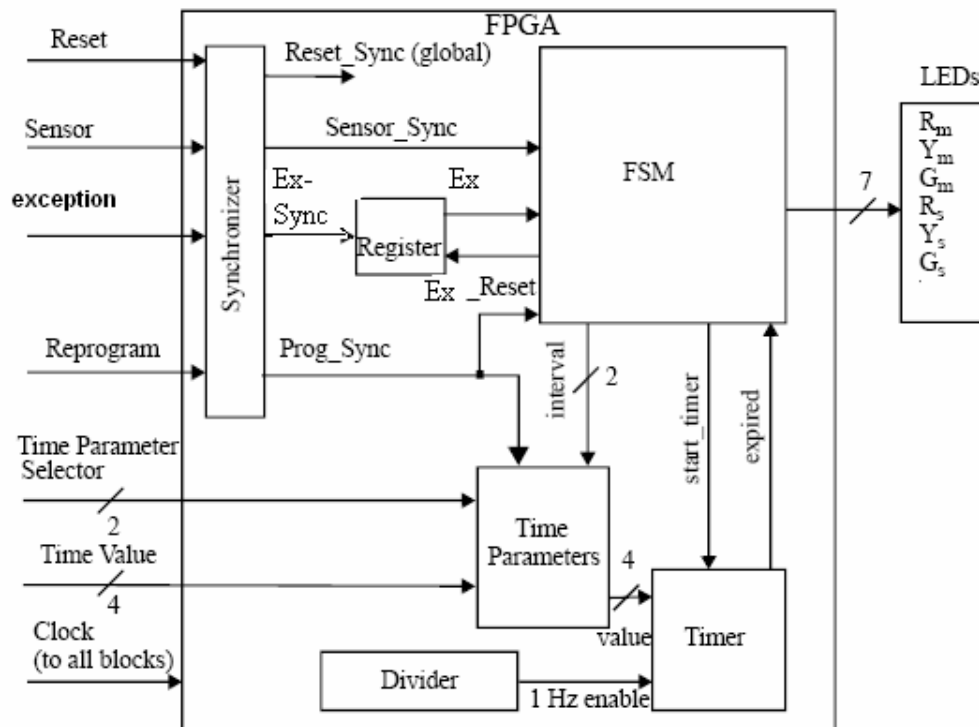 FPGA
Reset
Reset_Sync (global)
LEDs
Sensor
Sensor_Sync
R_m
Y_m
G_m
R_s
Y_s
G_s
FSM
7
exception
Ex-
Sync
Ex
Register
Ex _Reset
Synchronizer
Reprogram
Prog_Sync
interval
2
start_timer
expired
Time Parameter
Selector
2
Time Value
4
Time
Parameters
4
value
Timer
Clock
(to all blocks)
Divider
1 Hz enable